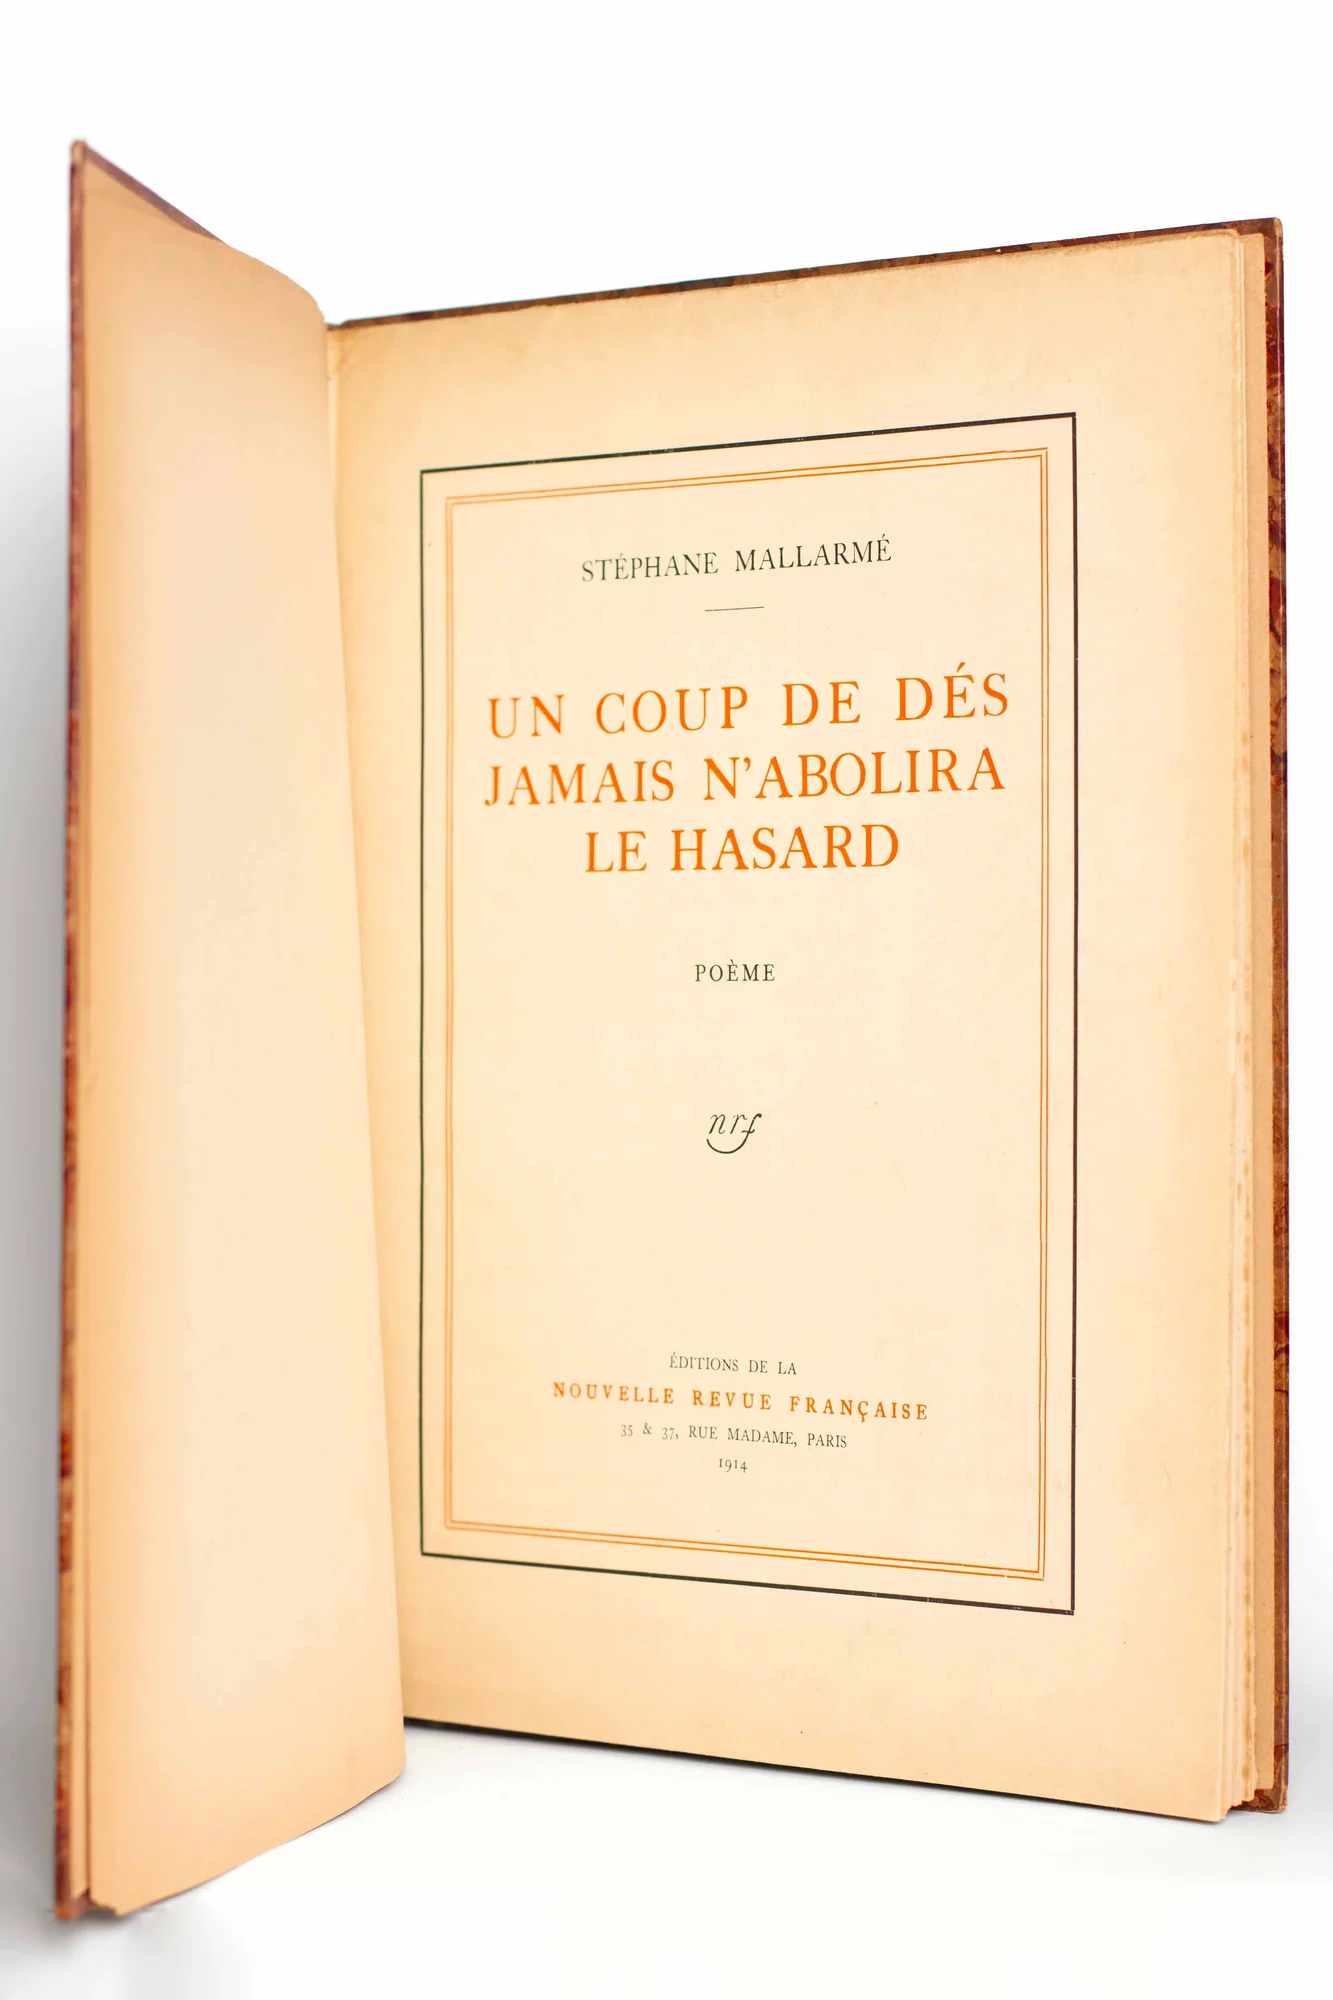 STÉPHANE MALLARMÉ
UN COUP DE DÉS
JAMAIS N'ABOLIRA
LE HASARD
POÈME
nrf
ÉDITIONS DE LA
NOUVELLE REVUE FRANÇAISE
35 & 37, RUE MADAME, PARIS
1914